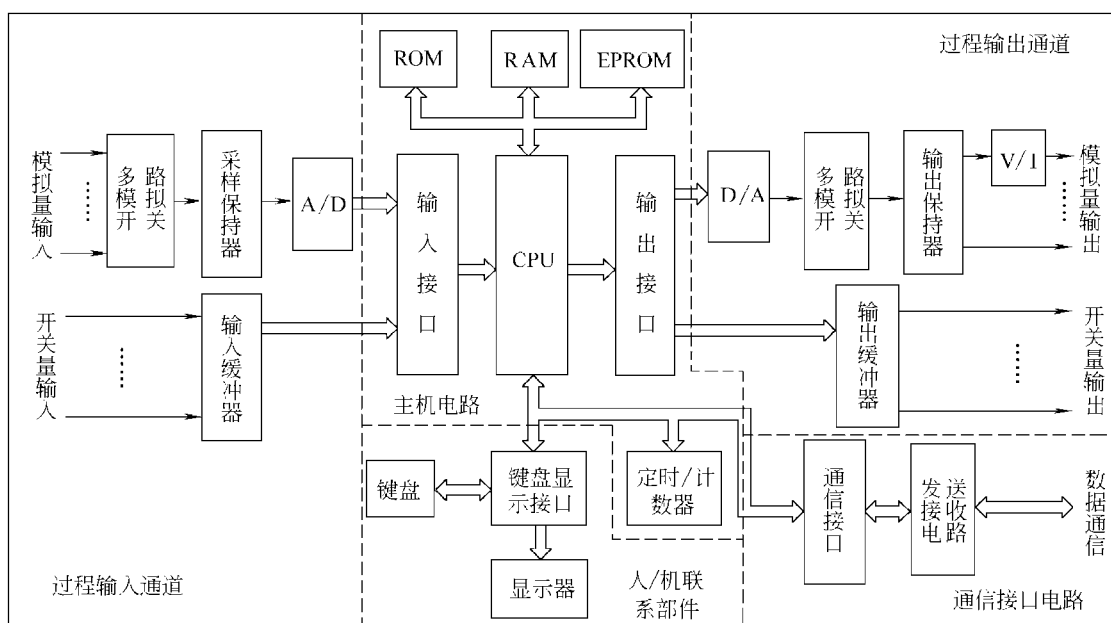 ROM
RAM
EPROM
过程输出通道
模拟量输入
……
多路
模拟
开关
采样保持器
A/D
输入接口
CPU
输出接口
D/A
多路
模拟
开关
输出保持器
V/I
模拟量输出
……
开关量输入
……
输入缓冲器
输出缓冲器
……
开关量输出
主机电路
键盘
键盘显
示接口
定时/计
数器
通信接口
发送
接收
电路
数据通信
显示器
人/机联
系部件
过程输入通道
通信接口电路